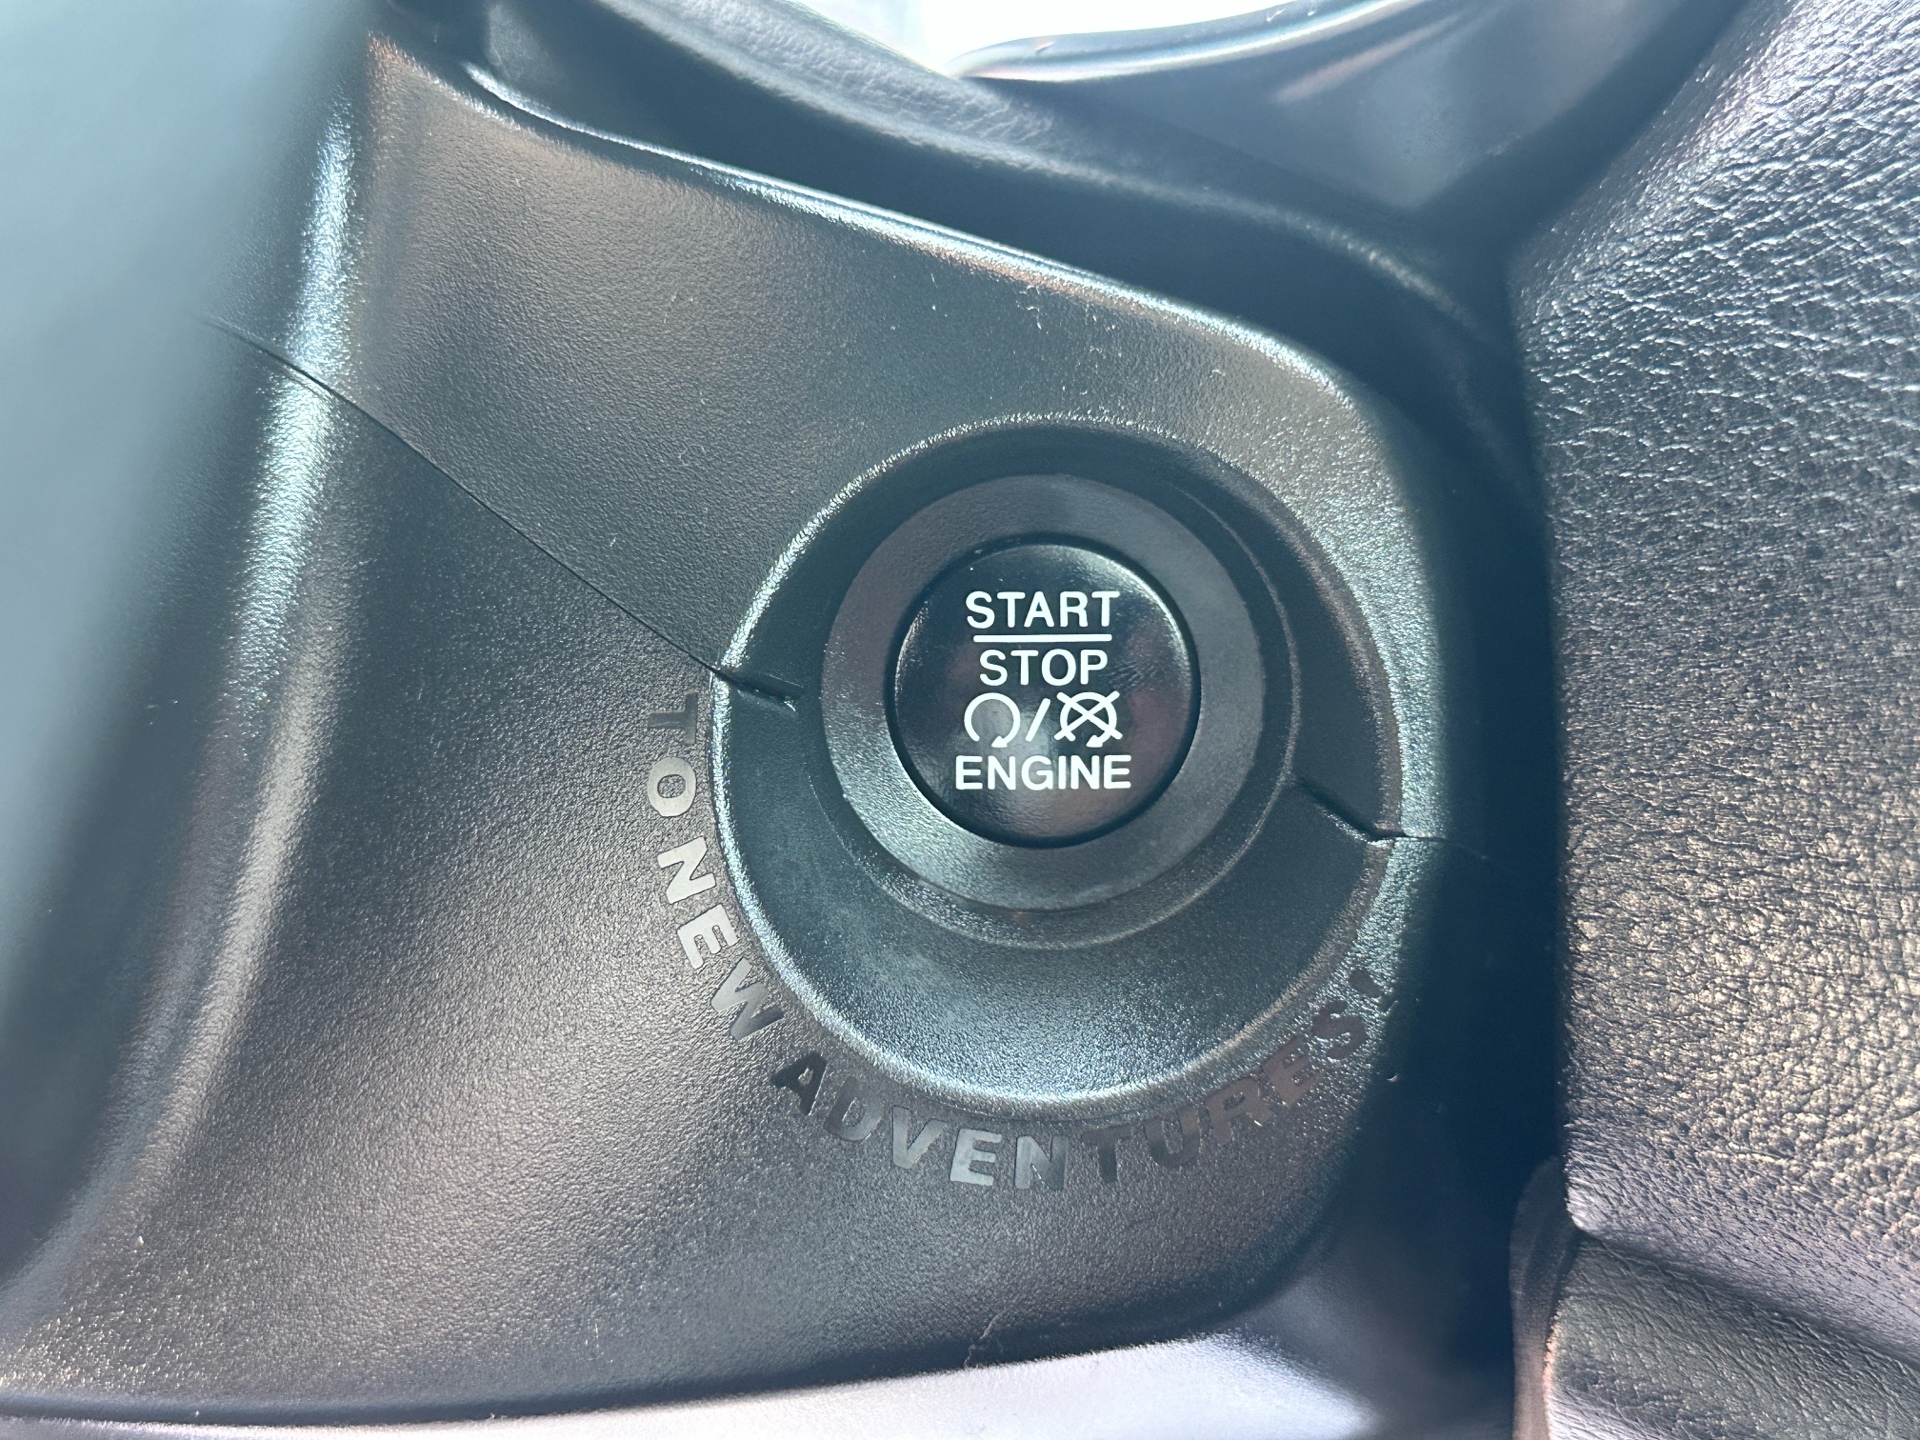 START
STOP
/
ENGINE
TO NEW ADVENTURES!